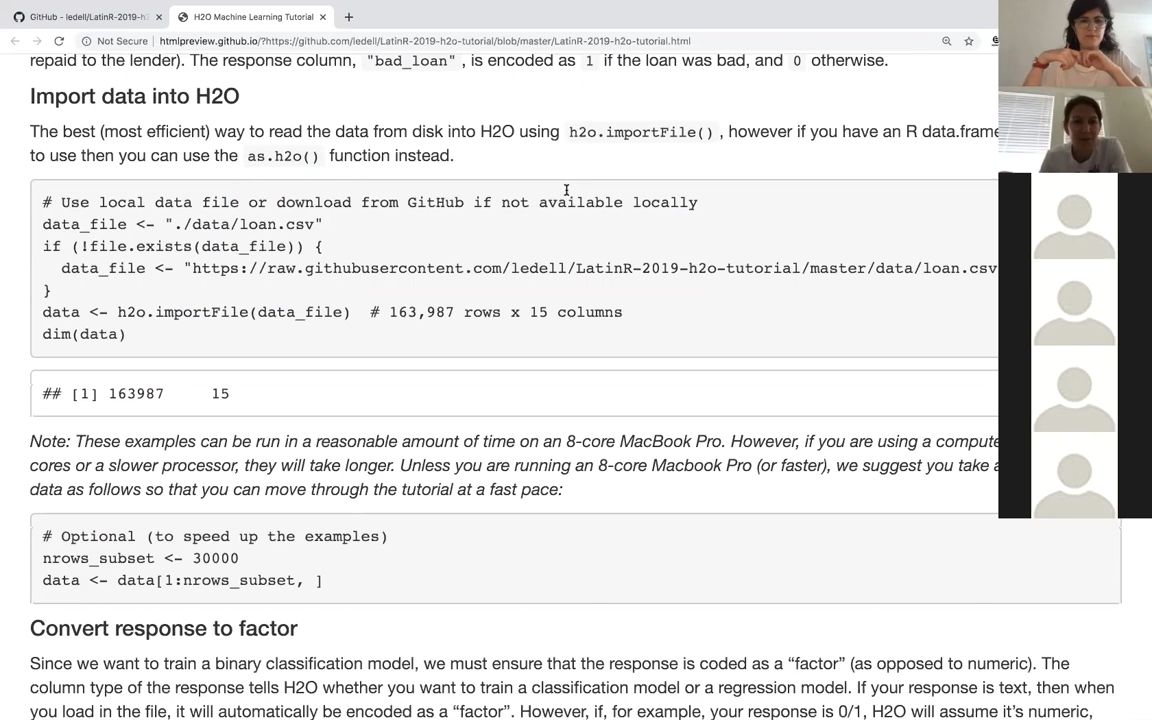 GitHub - ledell/LatinR-2019-h2
H2O Machine Learning Tutorial
Not Secure
htmlpreview.github.io/?https://github.com/ledell/LatinR-2019-h2o-tutorial/blob/master/LatinR-2019-h2o-tutorial.html
repaid to the lender). The response column, "bad_loan" , is encoded as 1 if the loan was bad, and 0 otherwise.
Import data into H2O
The best (most efficient) way to read the data from disk into H2O using h2o.importFile() , however if you have an R data.frame
to use then you can use the as.h2o() function instead.
# Use local data file or download from GitHub if not available locally
data_file <- "./data/loan.csv"
if (!file.exists(data_file)) {
data_file <- "https://raw.githubusercontent.com/ledell/LatinR-2019-h2o-tutorial/master/data/loan.csv
}
data <- h2o.importFile(data_file)  # 163,987 rows x 15 columns
dim(data)
## [1] 163987     15
Note: These examples can be run in a reasonable amount of time on an 8-core MacBook Pro. However, if you are using a compute
cores or a slower processor, they will take longer. Unless you are running an 8-core Macbook Pro (or faster), we suggest you take a
data as follows so that you can move through the tutorial at a fast pace:
# Optional (to speed up the examples)
nrows_subset <- 30000
data <- data[1:nrows_subset, ]
Convert response to factor
Since we want to train a binary classification model, we must ensure that the response is coded as a “factor” (as opposed to numeric). The
column type of the response tells H2O whether you want to train a classification model or a regression model. If your response is text, then when
you load in the file, it will automatically be encoded as a “factor”. However, if, for example, your response is 0/1, H2O will assume it’s numeric,